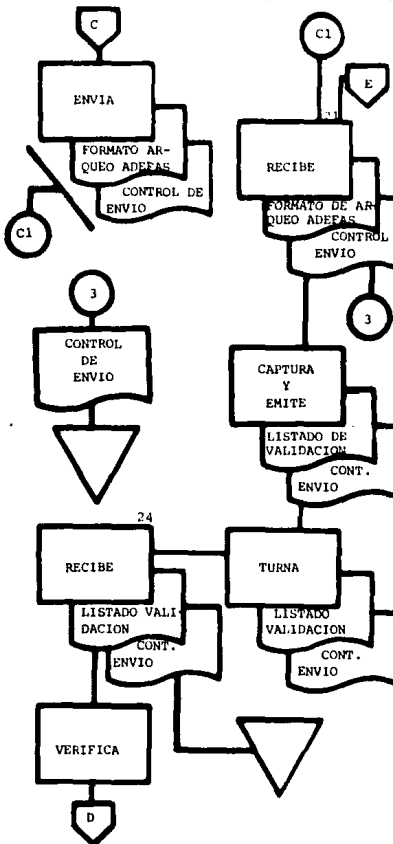 C
ENVIA
FORMATO AR-
QUEO ADEFAS
CONTROL DE
ENVIO
C1
3
CONTROL
DE
ENVIO
24
RECIBE
LISTADO VALI-
DACION
CONT.
ENVIO
VERIFICA
D
C1
E
RECIBE
FORMATO DE AR
QUEO ADEFAS
CONTROL
ENVIO
3
CAPTURA
Y
EMITE
LISTADO DE
VALIDACION
CONT.
ENVIO
TURNA
LISTADO
VALIDACION
CONT.
ENVIO